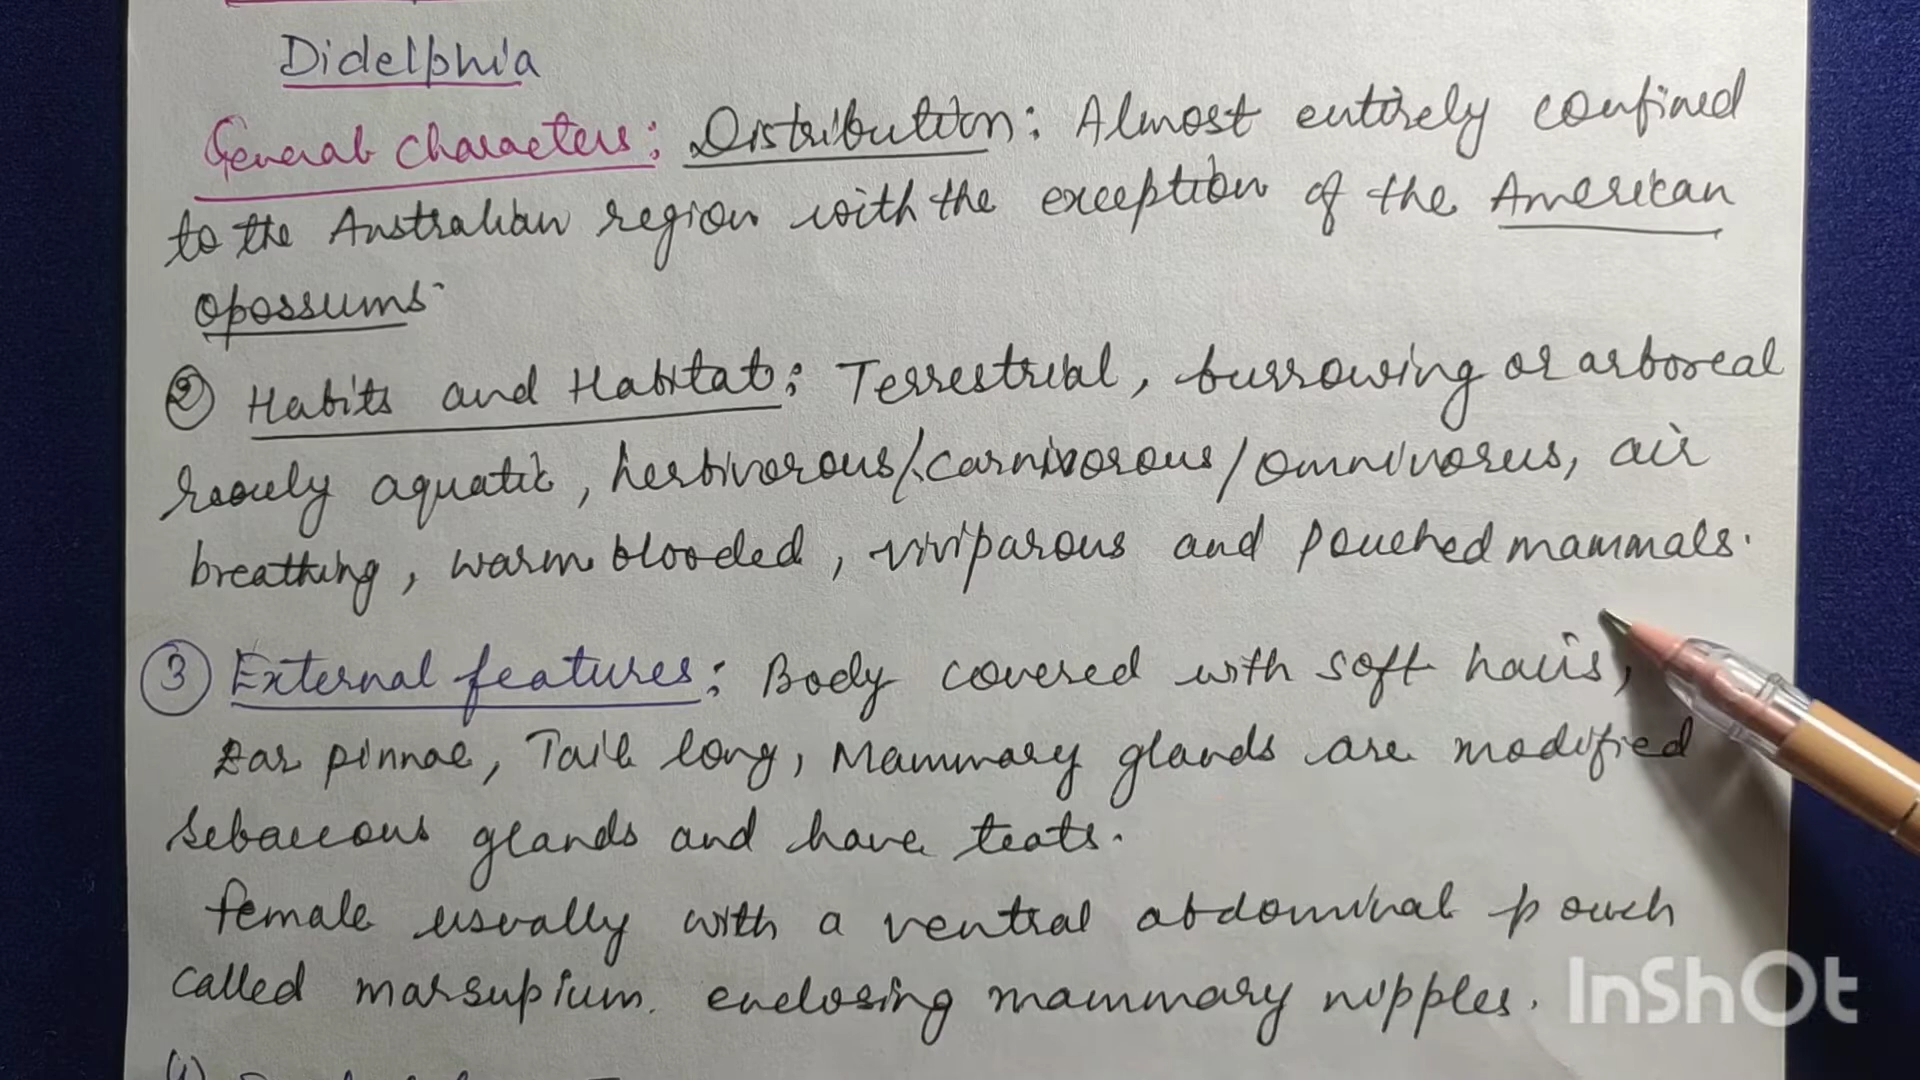 Didelphia
General characters: Distribution: Almost entirely confined
to the Australian region with the exception of the American
opossums.
② Habits and Habitat: Terrestrial, burrowing or arboreal
rarely aquatic, herbivorous/carnivorous/omnivorus, air
breathing, warm blooded, viviparous and pouched mammals.
③ External features: Body covered with soft hairs,
Ear pinnae, Tail long, Mammary glands are modified
sebaceous glands and have teats.
female usually with a ventral abdominal pouch
called marsupium. enclosing mammary nipples.
InShOt